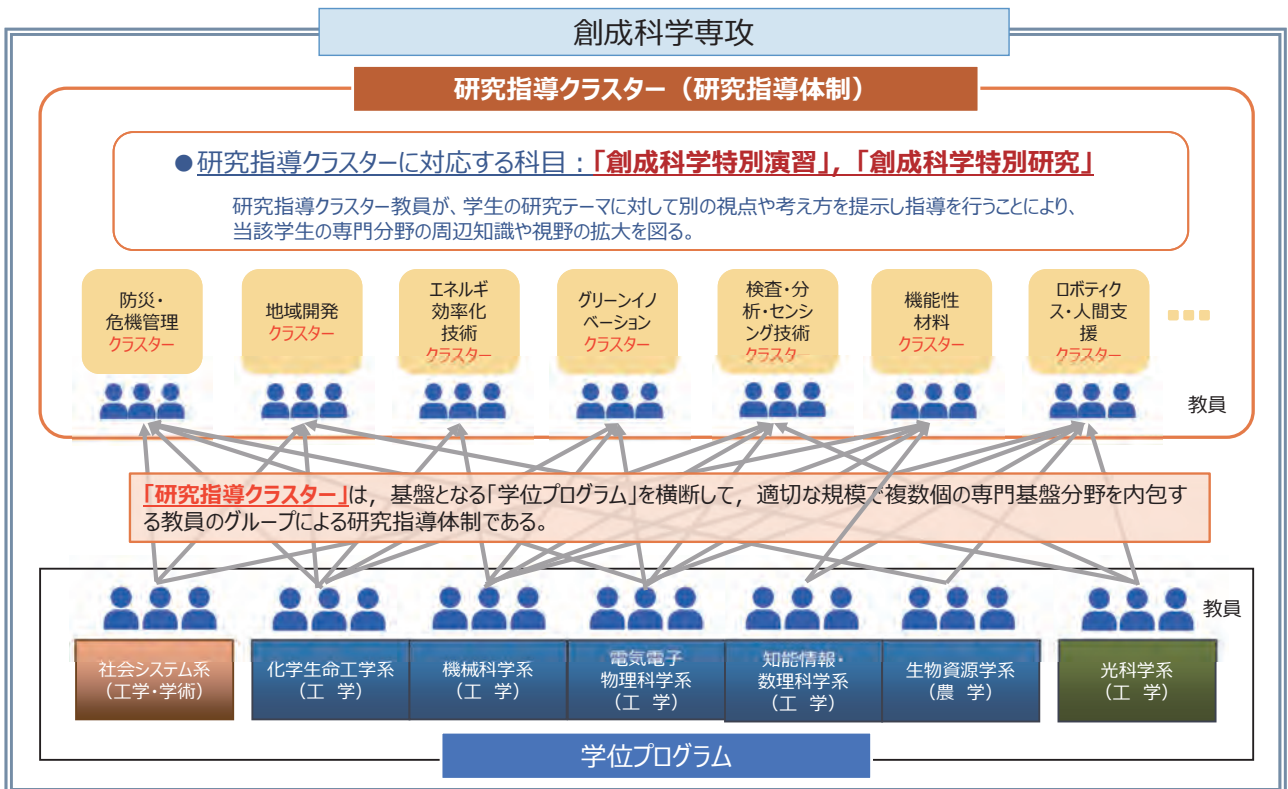 創成科学専攻
研究指導クラスター（研究指導体制）
●研究指導クラスターに対応する科目：「創成科学特別演習」，「創成科学特別研究」
研究指導クラスター教員が、学生の研究テーマに対して別の視点や考え方を提示し指導を行うことにより、
当該学生の専門分野の周辺知識や視野の拡大を図る。
防災・
危機管理
クラスター
地域開発
クラスター
エネルギ
効率化
技術
クラスター
グリーンイノ
ベーション
クラスター
検査・分
析・センシ
ング技術
クラスター
機能性
材料
クラスター
ロボティク
ス・人間支
援
クラスター
教員
「研究指導クラスター」は，基盤となる「学位プログラム」を横断して，適切な規模で複数個の専門基盤分野を内包す
る教員のグループによる研究指導体制である。
教員
社会システム系
（工学・学術）
化学生命工学系
（工　学）
機械科学系
（工　学）
電気電子
物理科学系
（工　学）
知能情報・
数理科学系
（工　学）
生物資源学系
（農　学）
光科学系
（工　学）
学位プログラム